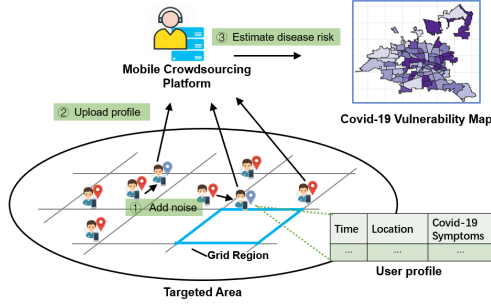 ③ Estimate disease risk
Mobile Crowdsourcing
Platform
Covid-19 Vulnerability Map
② Upload profile
① Add noise
Grid Region
Targeted Area
Time Location Covid-19
Symptoms
... ... ...
User profile